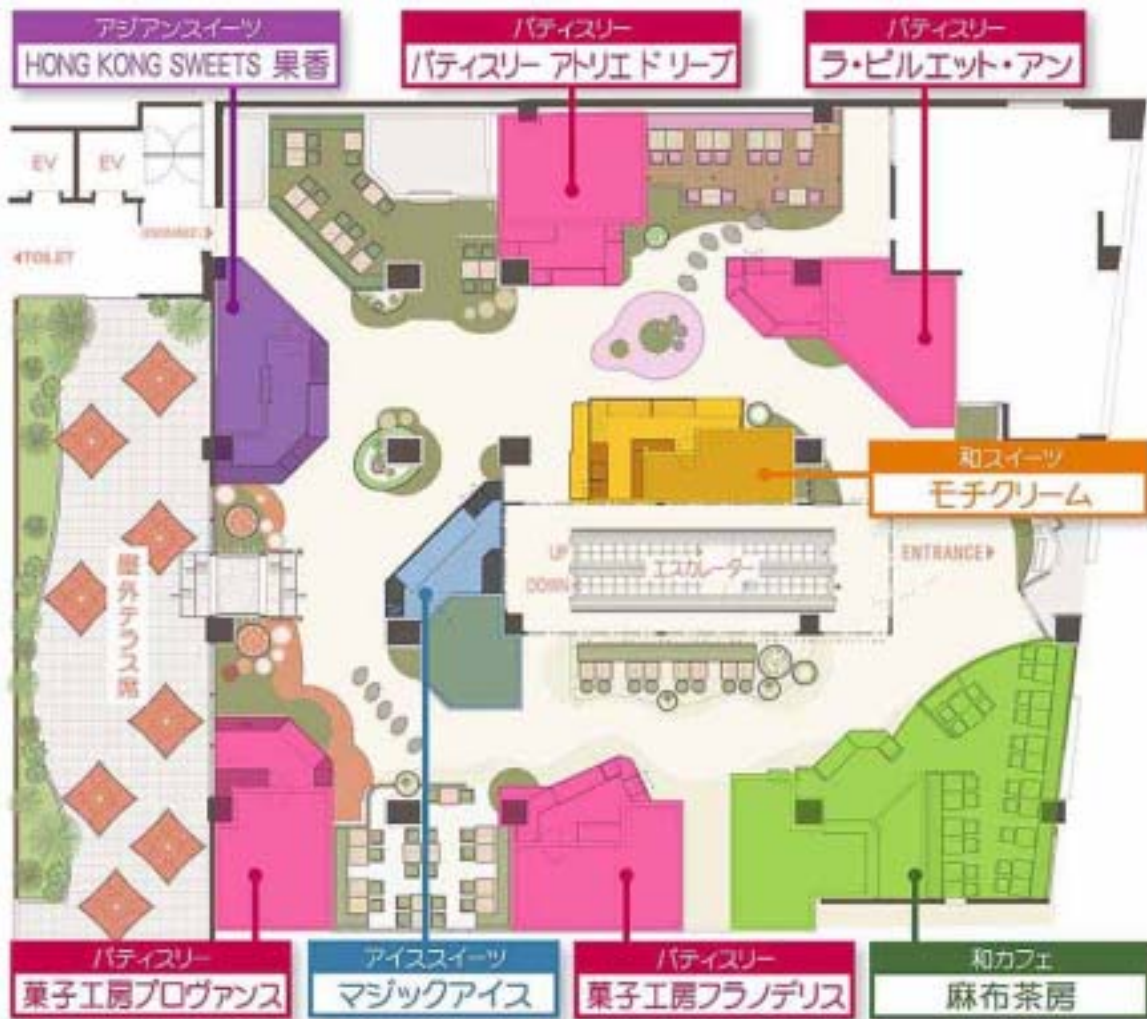 アジアンスイーツ
HONG KONG SWEETS 果香
パティスリー
パティスリー アトリエ ド リーブ
パティスリー
ラ・ピルエット・アン
EV
EV
ENTRANCE▶
◀TOILET
和スイーツ
モチクリーム
UP
エスカレーター
DOWN
ENTRANCE▶
屋外テラス席
パティスリー
菓子工房プロヴァンス
アイススイーツ
マジックアイス
パティスリー
菓子工房フラノデリス
和カフェ
麻布茶房